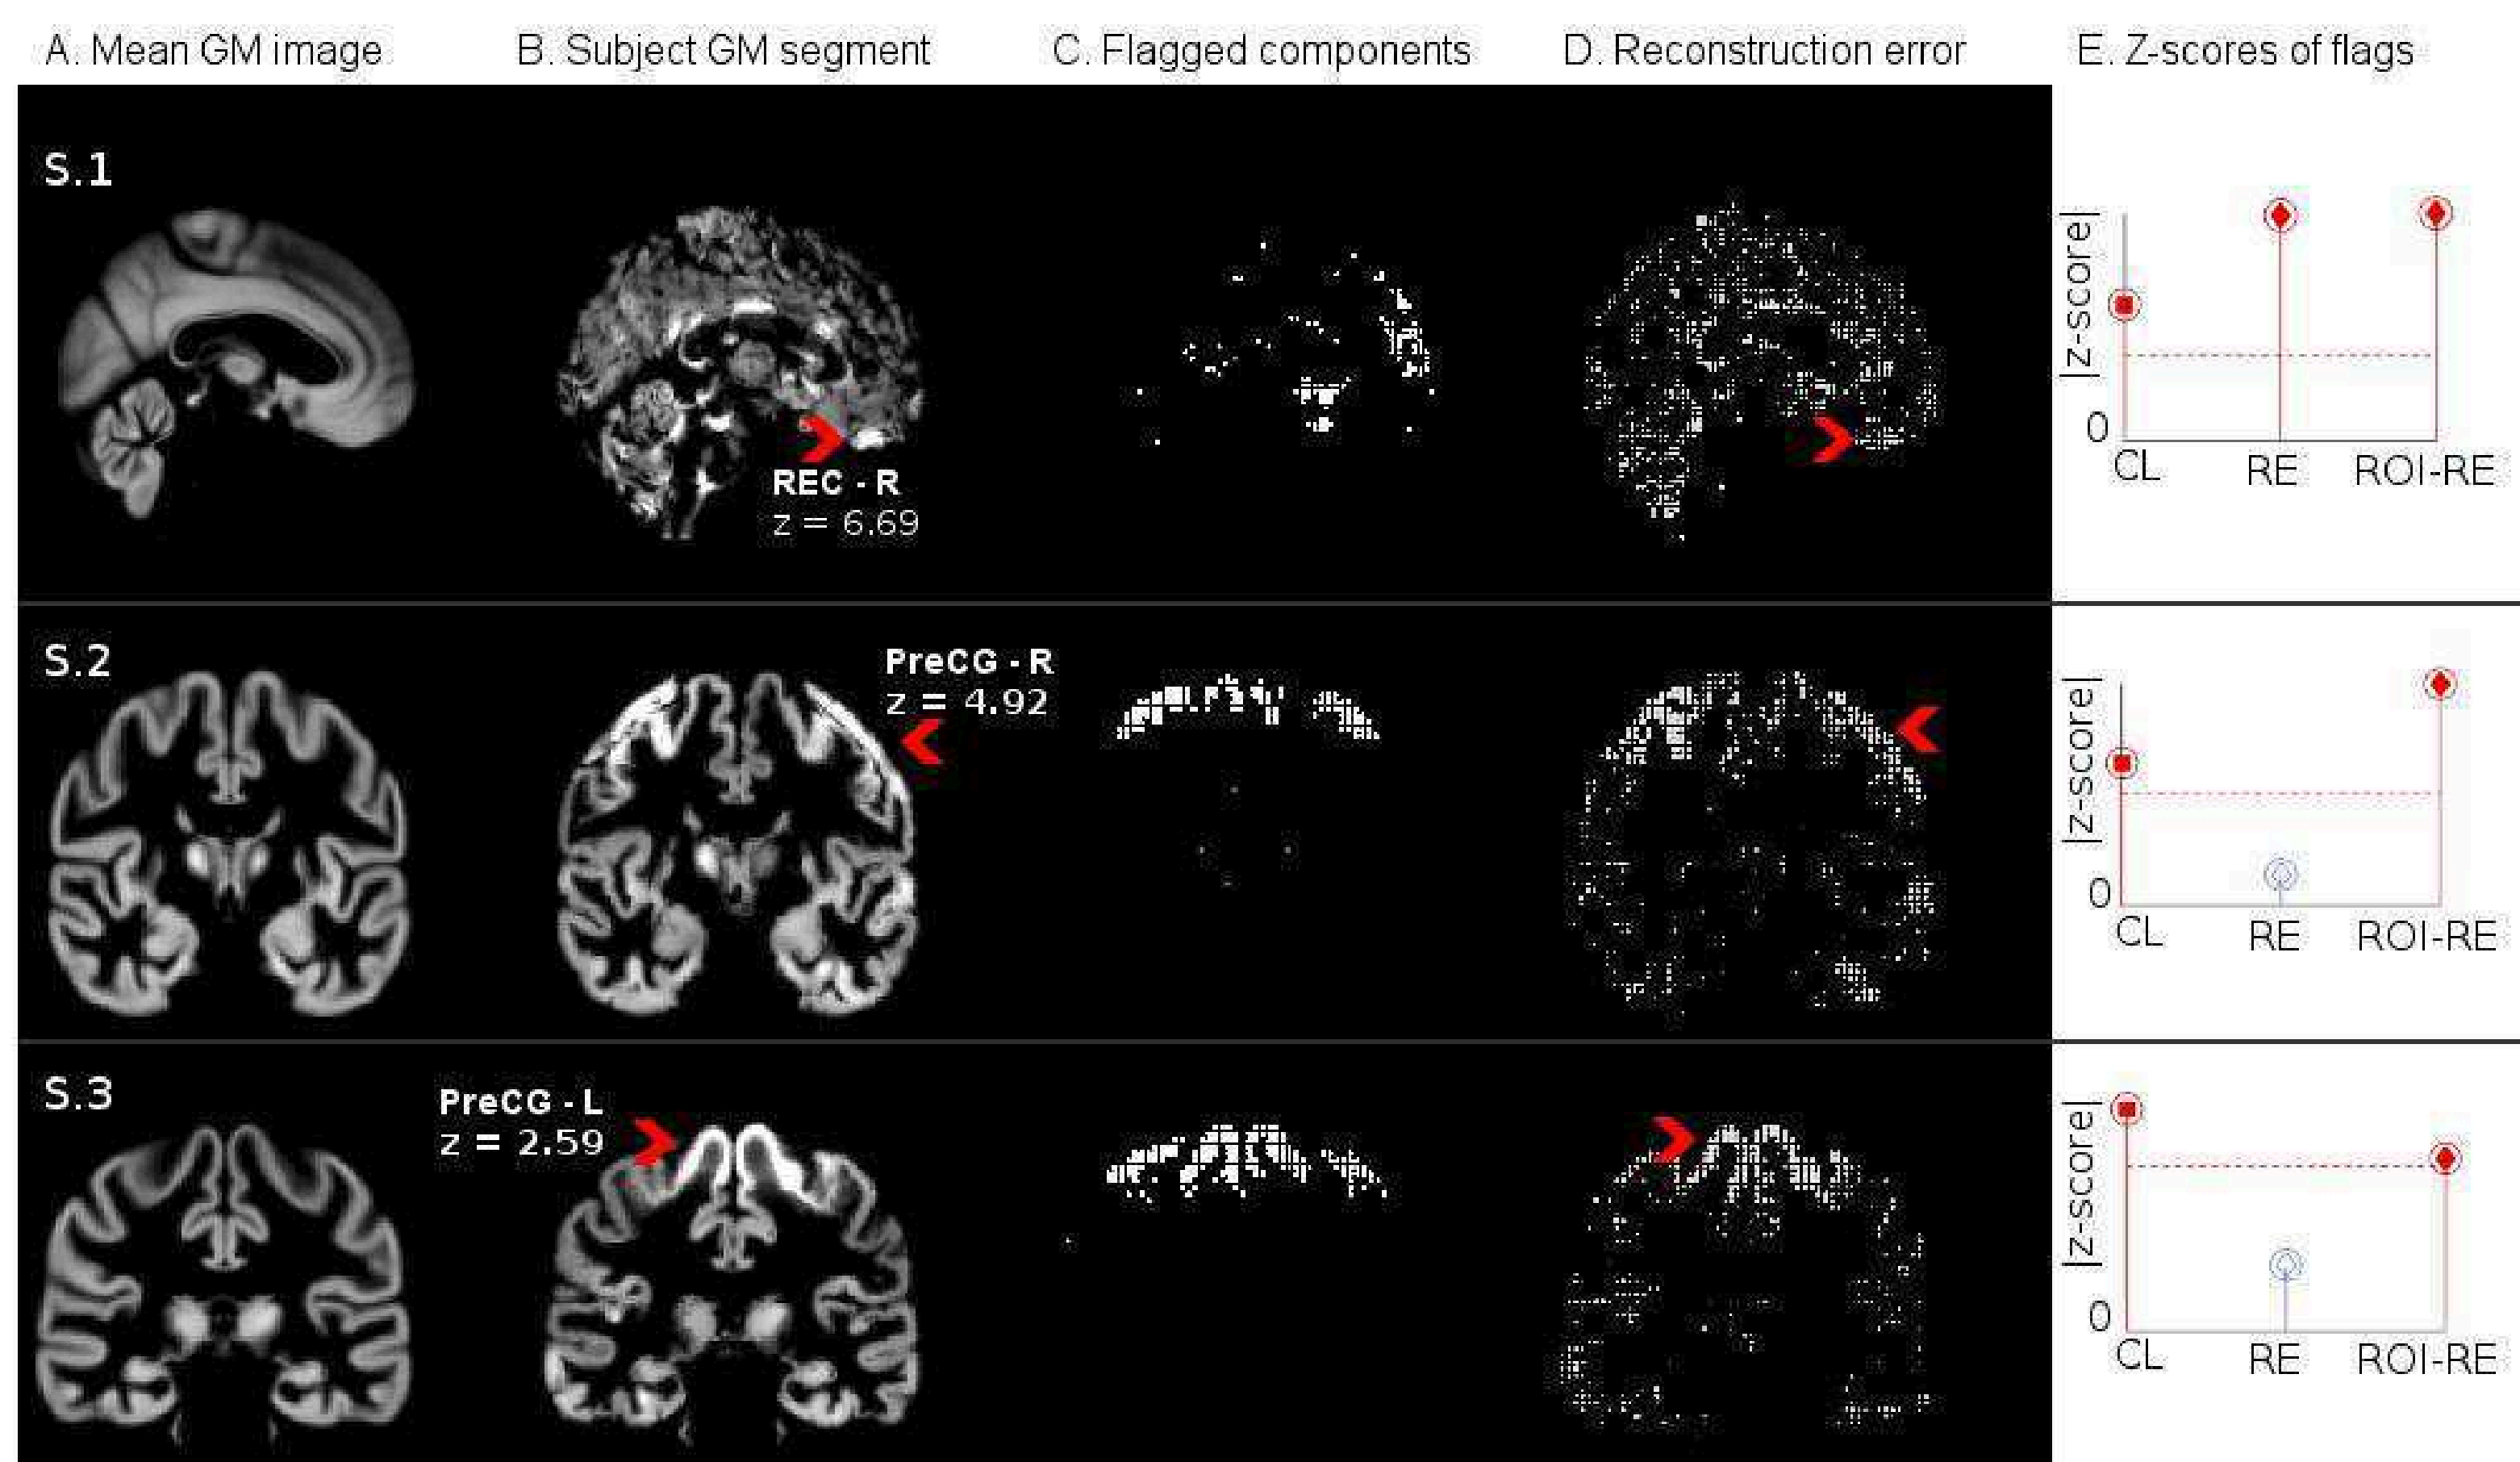 A. Mean GM image
B. Subject GM segment
C. Flagged components
D. Reconstruction error
E. Z-scores of flags
S.1
REC - R
z = 6.69
|z-score|
0
CL
RE
ROI-RE
S.2
PreCG - R
z = 4.92
|z-score|
0
CL
RE
ROI-RE
S.3
PreCG - L
z = 2.59
|z-score|
0
CL
RE
ROI-RE